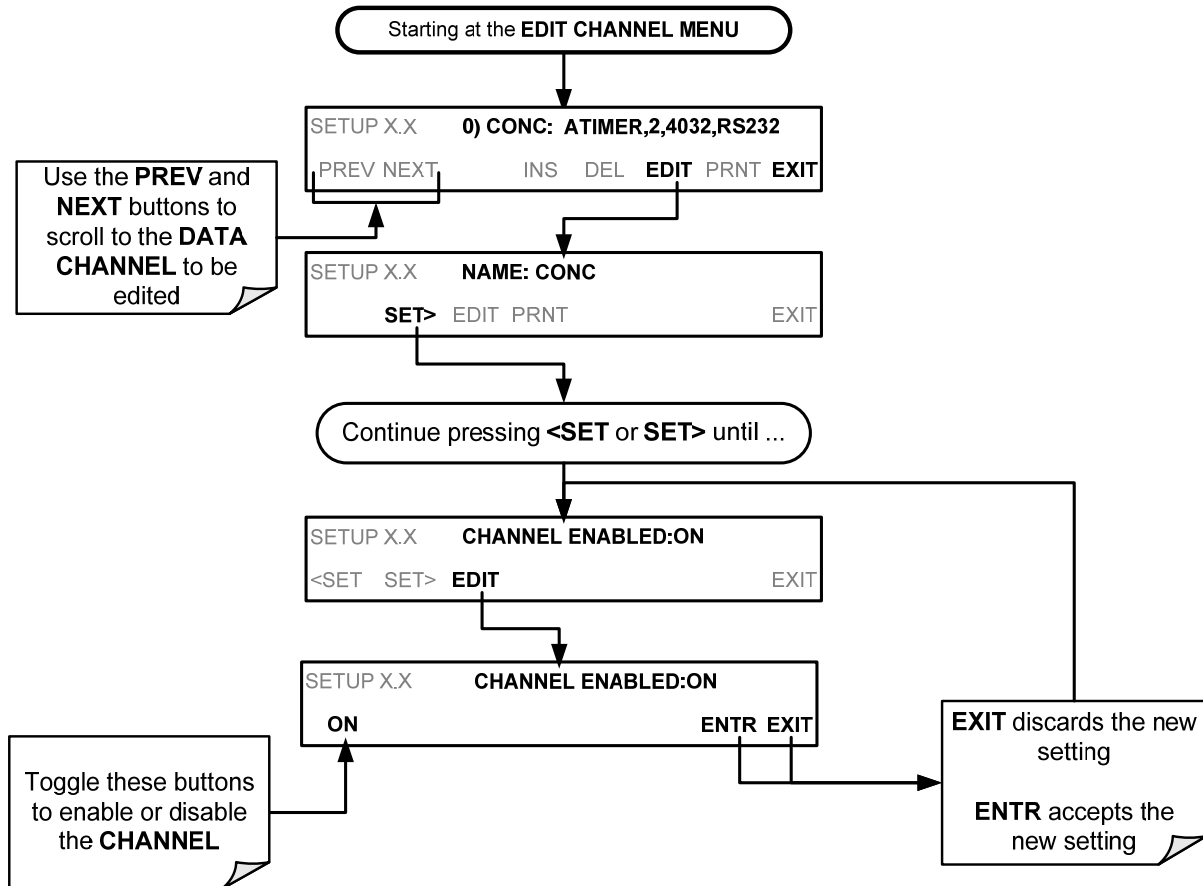 Starting at the EDIT CHANNEL MENU
SETUP X.X 0) CONC: ATIMER,2,4032,RS232
PREV NEXT INS DEL EDIT PRNT EXIT
Use the PREV and
NEXT buttons to
scroll to the DATA
CHANNEL to be
edited
SETUP X.X NAME: CONC
SET> EDIT PRNT EXIT
Continue pressing <SET or SET> until ...
SETUP X.X CHANNEL ENABLED:ON
<SET SET> EDIT EXIT
SETUP X.X CHANNEL ENABLED:ON
ON ENTR EXIT
Toggle these buttons
to enable or disable
the CHANNEL
EXIT discards the new
setting
ENTR accepts the
new setting